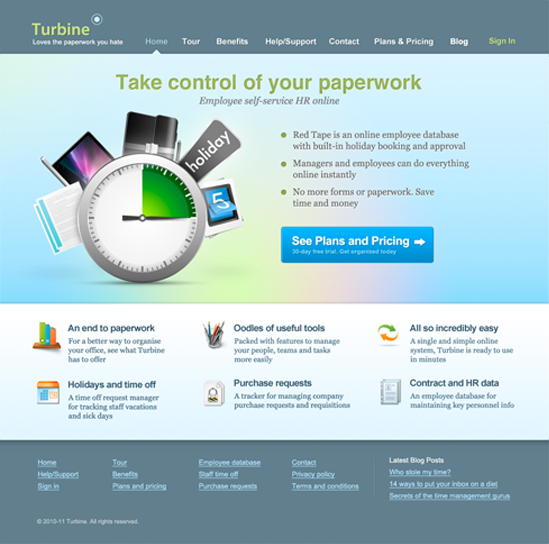 Turbine
Loves the paperwork you hate
Home Tour Benefits Help/Support Contact Plans & Pricing Blog Sign In
Take control of your paperwork
Employee self-service HR online
holiday
5
Red Tape is an online employee database
with built-in holiday booking and approval
Managers and employees can do everything
online instantly
No more forms or paperwork. Save
time and money
See Plans and Pricing
30-day free trial. Get organised today
An end to paperwork
For a better way to organise
your office, see what Turbine
has to offer
Oodles of useful tools
Packed with features to manage
your people, teams and tasks
more easily
All so incredibly easy
A single and simple online
system, Turbine is ready to use
in minutes
Holidays and time off
A time off request manager
for tracking staff vacations
and sick days
Purchase requests
A tracker for managing company
purchase requests and requisitions
Contract and HR data
An employee database for
maintaining key personnel info
Home
Help/Support
Sign in
Tour
Benefits
Plans and pricing
Employee database
Staff time off
Purchase requests
Contact
Privacy policy
Terms and conditions
Latest Blog Posts
Who stole my time?
14 ways to put your inbox on a diet
Secrets of the time management gurus
© 2010-11 Turbine. All rights reserved.